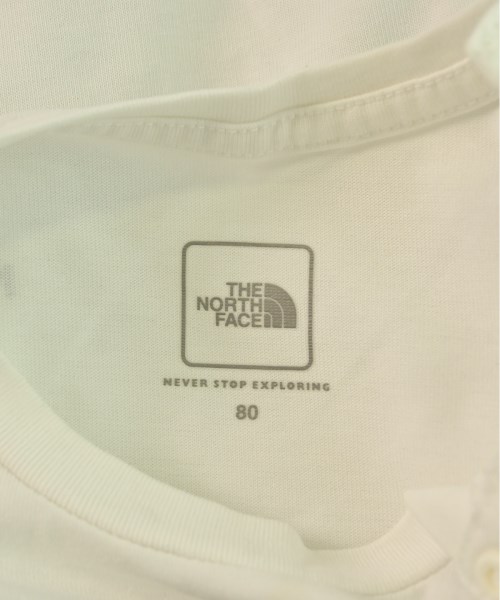 THE
NORTH
FACE
NEVER STOP EXPLORING
80